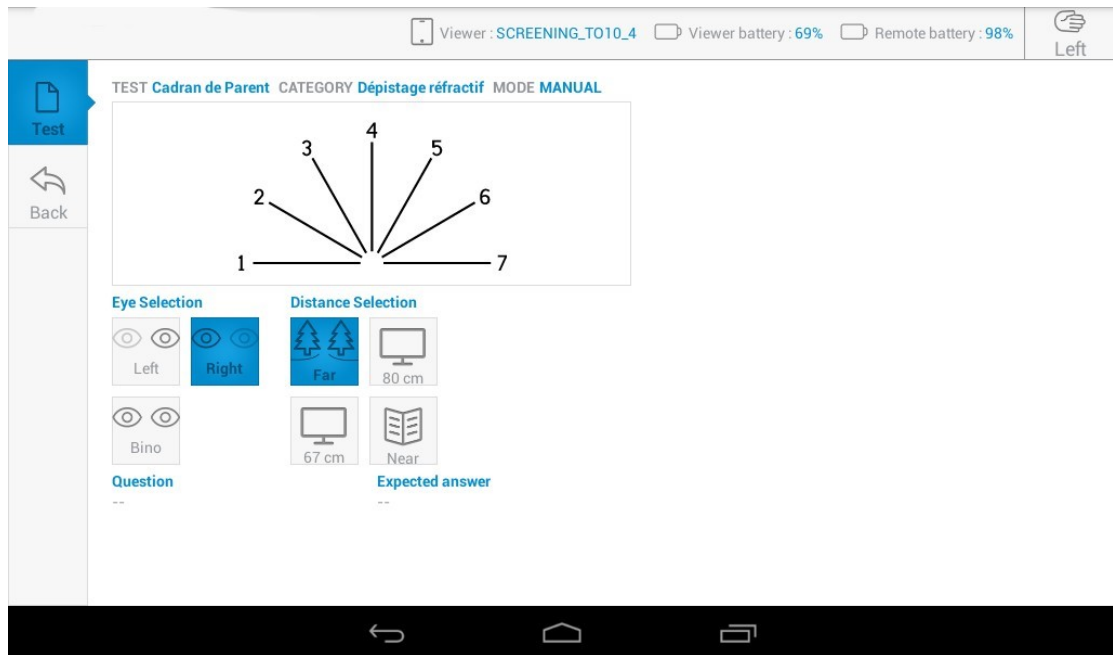 Viewer : SCREENING_TO10_4 Viewer battery : 69% Remote battery : 98% Left
Test
Back
TEST Cadran de Parent CATEGORY Dépistage réfractif MODE MANUAL
4
3 5
2 6
1 7
Eye Selection Distance Selection
Left Right Far 80 cm
Bino 67 cm Near
Question Expected answer
-- --